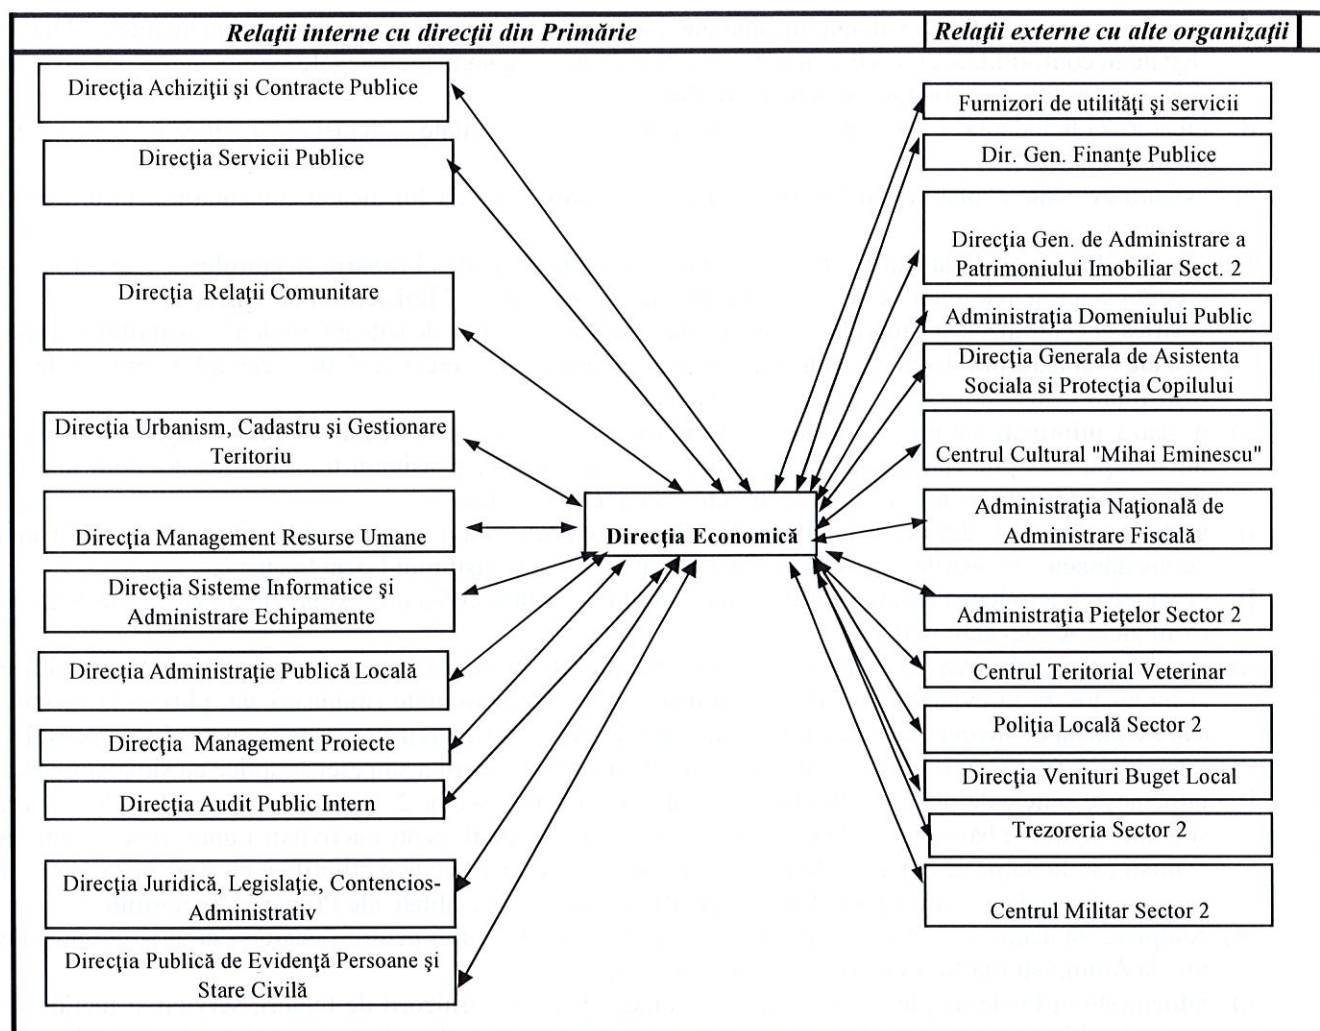 Relaţii interne cu direcţii din Primărie
Relaţii externe cu alte organizaţii
Direcţia Achiziţii şi Contracte Publice
Direcţia Servicii Publice
Direcţia Relaţii Comunitare
Direcţia Urbanism, Cadastru şi Gestionare
Teritoriu
Direcţia Management Resurse Umane
Direcţia Sisteme Informatice şi
Administrare Echipamente
Direcţia Administraţie Publică Locală
Direcţia Management Proiecte
Direcţia Audit Public Intern
Direcţia Juridică, Legislaţie, Contencios-
Administrativ
Direcţia Publică de Evidenţă Persoane şi
Stare Civilă
Direcţia Economică
Furnizori de utilităţi şi servicii
Dir. Gen. Finanţe Publice
Direcţia Gen. de Administrare a
Patrimoniului Imobiliar Sect. 2
Administraţia Domeniului Public
Direcţia Generala de Asistenta
Sociala si Protecţia Copilului
Centrul Cultural "Mihai Eminescu"
Administraţia Naţională de
Administrare Fiscală
Administraţia Pieţelor Sector 2
Centrul Teritorial Veterinar
Poliţia Locală Sector 2
Direcţia Venituri Buget Local
Trezoreria Sector 2
Centrul Militar Sector 2